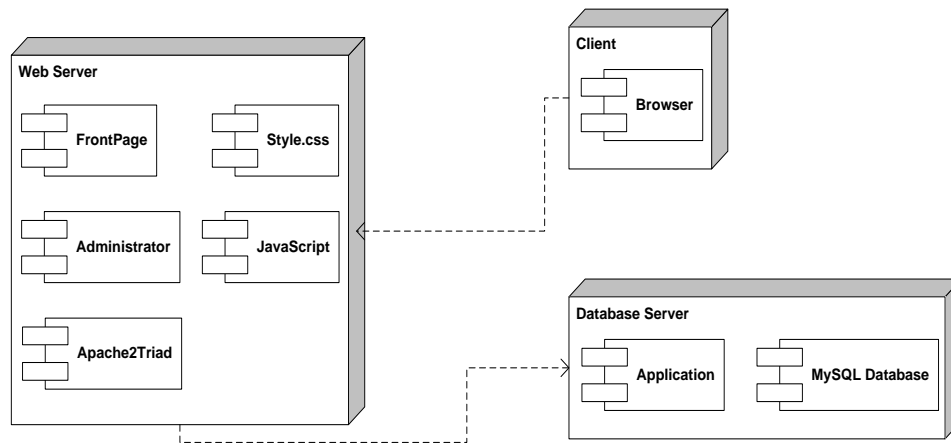 Web Server
FrontPage
Style.css
Administrator
JavaScript
Apache2Triad
Client
Browser
Database Server
Application
MySQL Database